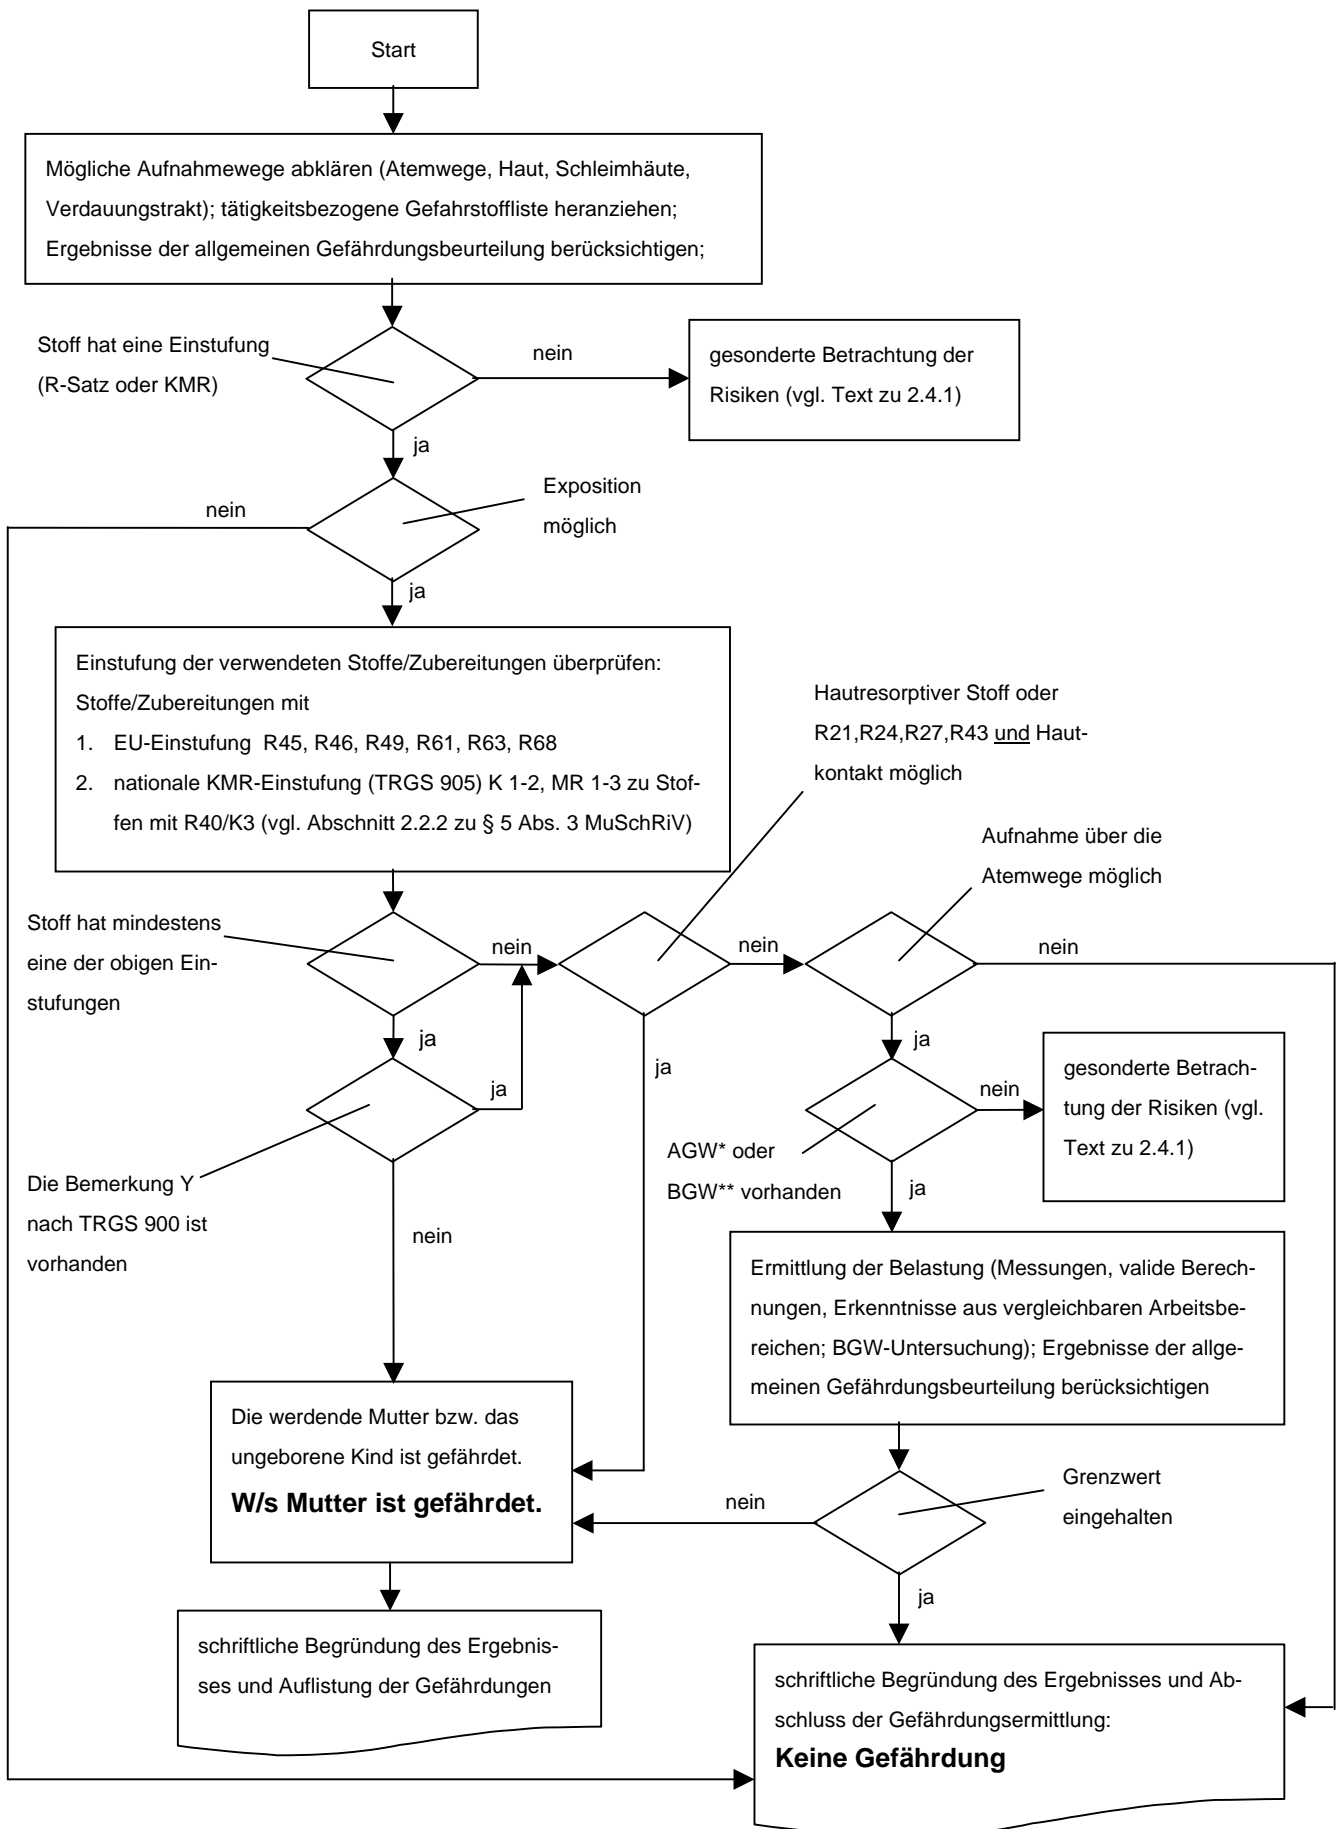 Start
Mögliche Aufnahmewege abklären (Atemwege, Haut, Schleimhäute,
Verdauungstrakt); tätigkeitsbezogene Gefahrstoffliste heranziehen;
Ergebnisse der allgemeinen Gefährdungsbeurteilung berücksichtigen;
Stoff hat eine Einstufung
(R-Satz oder KMR)
nein
gesonderte Betrachtung der
Risiken (vgl. Text zu 2.4.1)
ja
Exposition
möglich
nein
ja
Einstufung der verwendeten Stoffe/Zubereitungen überprüfen:
Stoffe/Zubereitungen mit
1. EU-Einstufung R45, R46, R49, R61, R63, R68
2. nationale KMR-Einstufung (TRGS 905) K 1-2, MR 1-3 zu Stof-
fen mit R40/K3 (vgl. Abschnitt 2.2.2 zu § 5 Abs. 3 MuSchRiV)
Hautresorptiver Stoff oder
R21,R24,R27,R43 und Haut-
kontakt möglich
Aufnahme über die
Atemwege möglich
Stoff hat mindestens
eine der obigen Ein-
stufungen
nein
nein
nein
ja
ja
ja
ja
Die Bemerkung Y
nach TRGS 900 ist
vorhanden
nein
AGW* oder
BGW** vorhanden
nein
gesonderte Betrach-
tung der Risiken (vgl.
Text zu 2.4.1)
ja
Ermittlung der Belastung (Messungen, valide Berech-
nungen, Erkenntnisse aus vergleichbaren Arbeitsbe-
reichen; BGW-Untersuchung); Ergebnisse der allge-
meinen Gefährdungsbeurteilung berücksichtigen
Die werdende Mutter bzw. das
ungeborene Kind ist gefährdet.
W/s Mutter ist gefährdet.
nein
Grenzwert
eingehalten
ja
schriftliche Begründung des Ergebnis-
ses und Auflistung der Gefährdungen
schriftliche Begründung des Ergebnisses und Ab-
schluss der Gefährdungsermittlung:
Keine Gefährdung